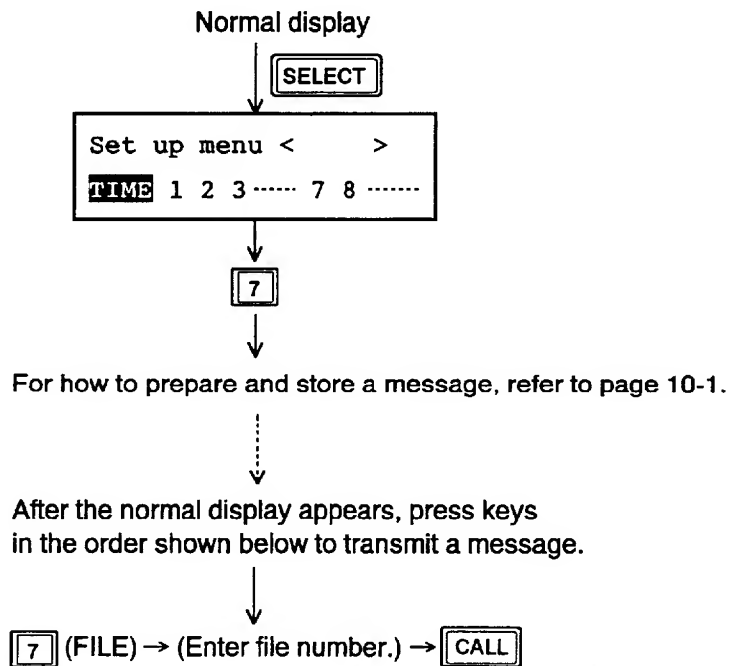 Normal display
SELECT
Set up menu <        >
TIME 1 2 3 ······ 7 8 ·······
7
For how to prepare and store a message, refer to page 10-1.
After the normal display appears, press keys
in the order shown below to transmit a message.
7 (FILE) → (Enter file number.) → CALL